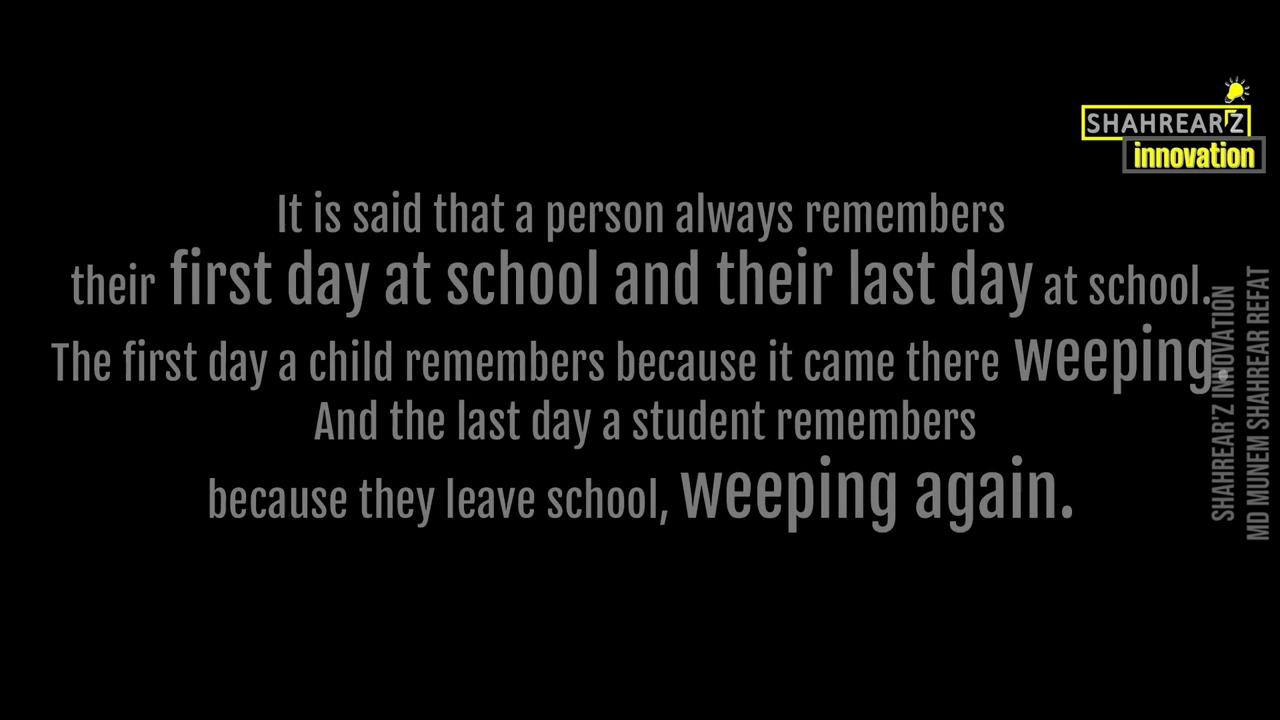 SHAHREAR'Z
innovation
It is said that a person always remembers
their first day at school and their last day at school.
The first day a child remembers because it came there weeping.
And the last day a student remembers
because they leave school, weeping again.
SHAHREAR'Z INNOVATION
MD MUNEM SHAHREAR REFAT